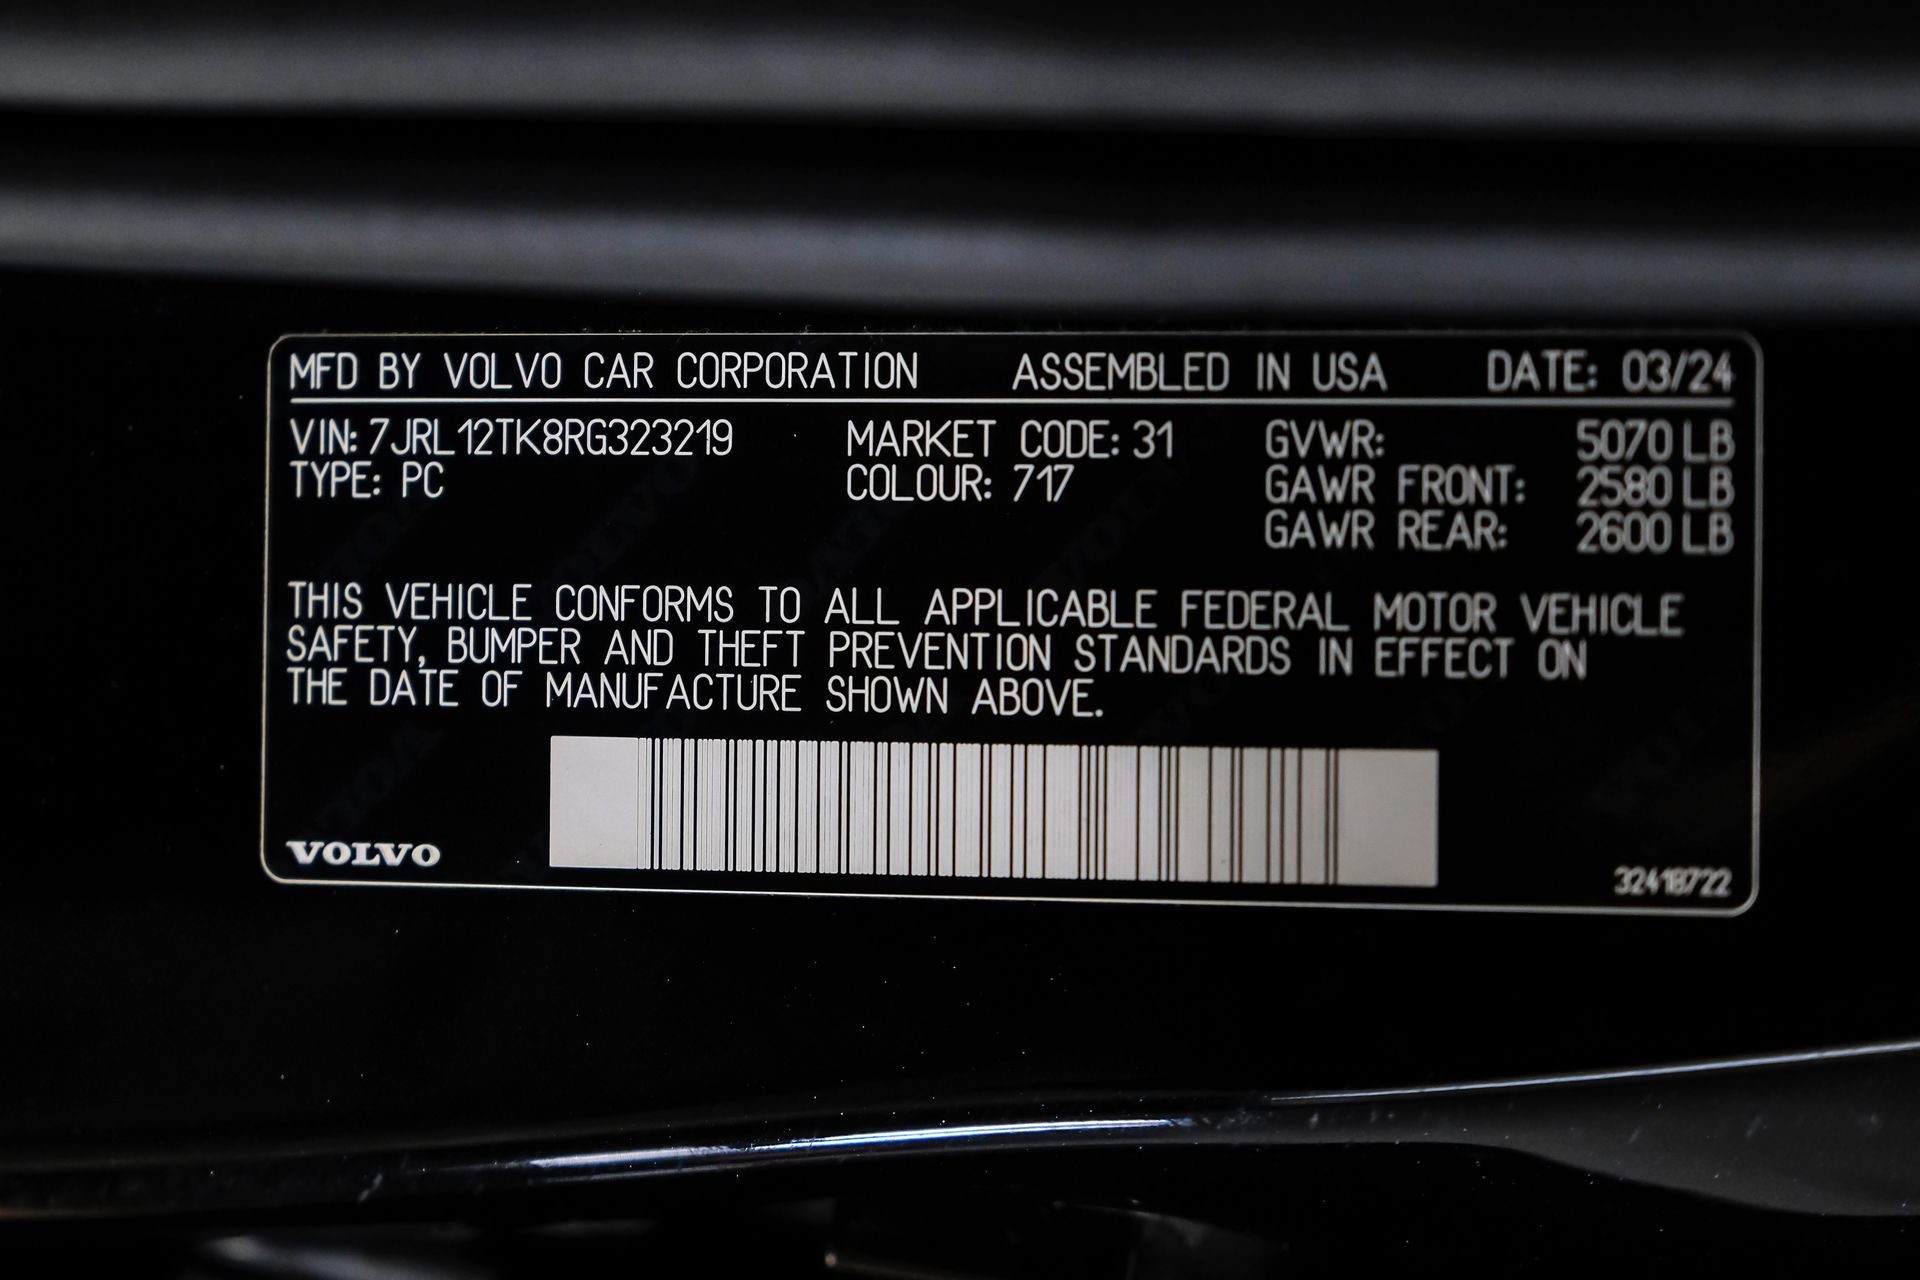 MFD BY VOLVO CAR CORPORATION ASSEMBLED IN USA DATE: 03/24
VIN: 7JRL12TK8RG323219 MARKET CODE: 31 GVWR: 5070 LB
TYPE: PC COLOUR: 717 GAWR FRONT: 2580 LB
GAWR REAR: 2600 LB
THIS VEHICLE CONFORMS TO ALL APPLICABLE FEDERAL MOTOR VEHICLE
SAFETY, BUMPER AND THEFT PREVENTION STANDARDS IN EFFECT ON
THE DATE OF MANUFACTURE SHOWN ABOVE.
VOLVO
32418722